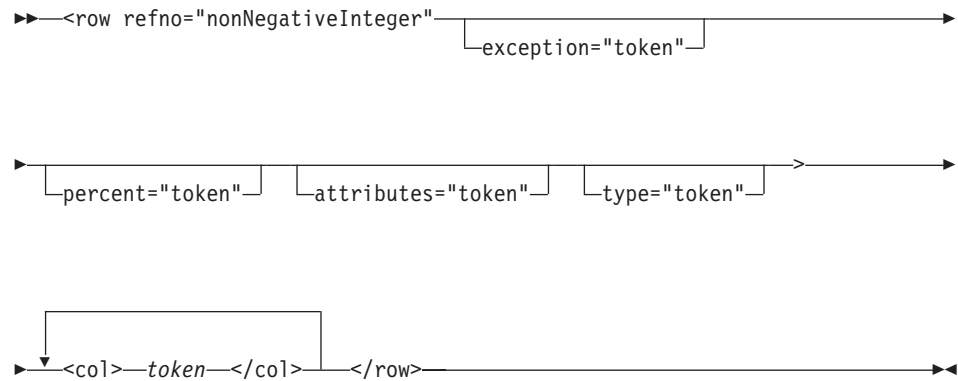 <row refno="nonNegativeInteger"
exception="token"
>
percent="token" attributes="token" type="token"
<col> token </col> </row>